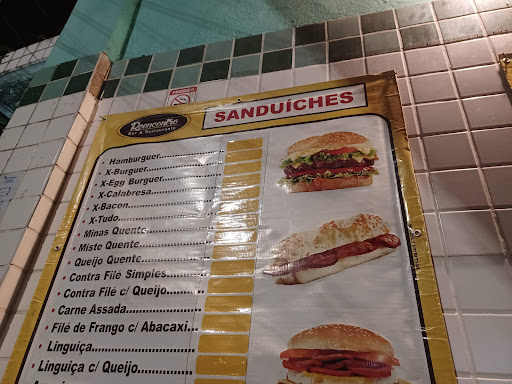 Reencontro
Bar & Restaurante
SANDUÍCHES
• Hamburguer...............
• X-Burguer..................
• X-Egg Burguer............
• X-Calabresa...............
• X-Bacon.....................
• X-Tudo.......................
• Minas Quente..............
• Misto Quente..............
• Queijo Quente.............
• Contra Filé Simples.........
• Contra Filé c/ Queijo.........
• Carne Assada..............
• Filé de Frango c/ Abacaxi...
• Linguiça.....................
• Linguiça c/ Queijo.........